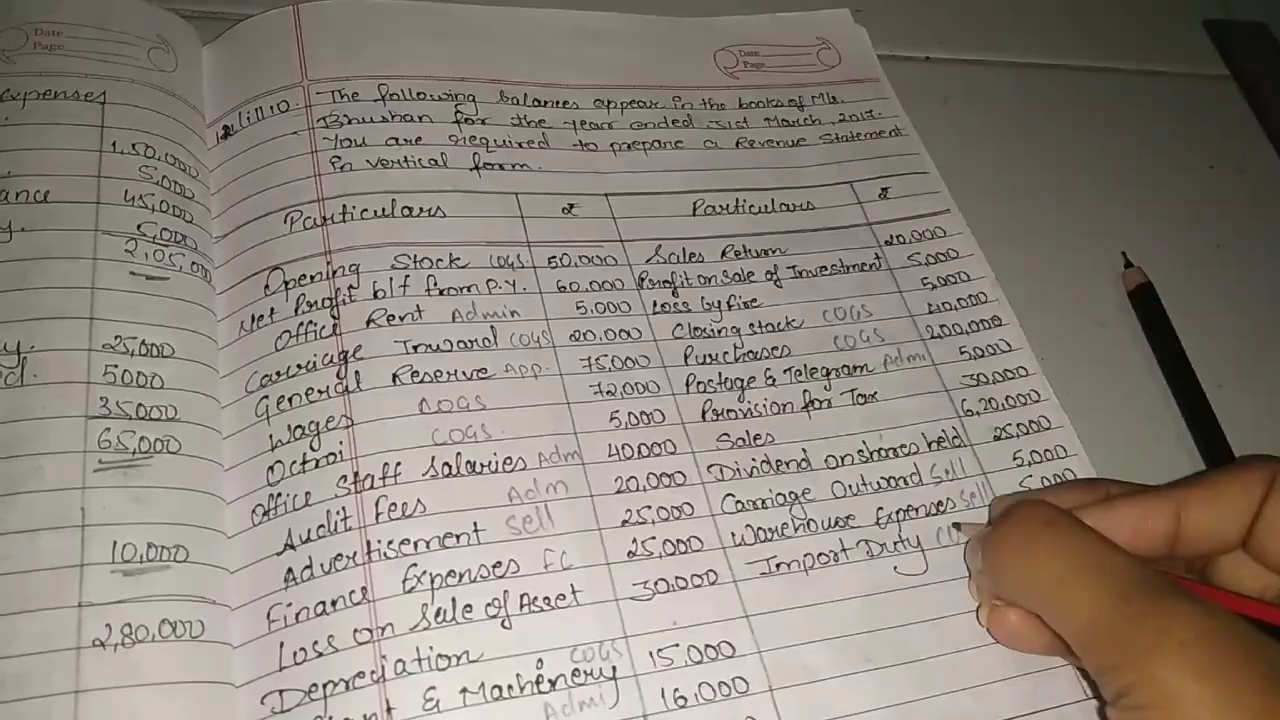 Date
Page
expenses
1,50,000
5,000
ance 45,000
y. 5,000
2,05,000
y. 25,000
d. 5000
35,000
65,000
10,000
2,80,000
Date
Page
ill 10. The following balances appear in the books of M/s.
Bhushan for the year ended 31st March, 2017.
You are required to prepare a Revenue Statement
in vertical form.
Particulars ₹ Particulars ₹
Opening Stock COGS 50,000 Sales Return 20,000
Net Profit b/f from P.Y. 60,000 Profit on Sale of Investment 5,000
Office Rent Admin 5,000 Loss by fire 5,000
Carriage Inward COGS 20,000 Closing stock COGS 40,000
General Reserve App. 75,000 Purchases COGS 200,000
Wages COGS 72,000 Postage & Telegram Admi 5,000
Octroi COGS. 5,000 Provision for Tax 30,000
Office Staff Salaries Adm 40,000 Sales 6,20,000
Audit Fees Adm 20,000 Dividend on shares held 25,000
Advertisement Sell 25,000 Carriage Outward Sell 5,000
Finance Expenses FC 25,000 Warehouse Expenses Sell 5,000
Loss on Sale of Asset 30,000 Import Duty
Depreciation
& Machinery COGS 15,000
Admi 16,000